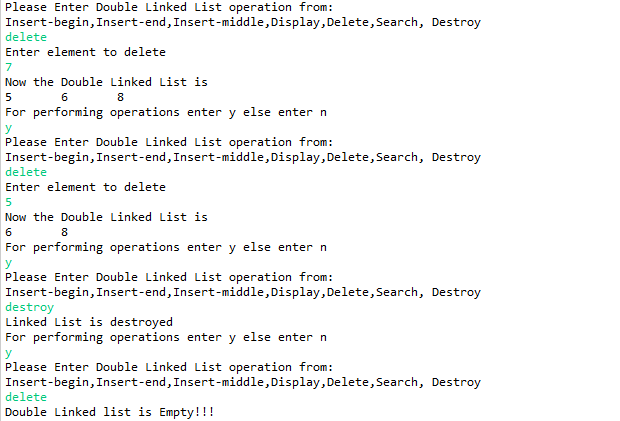 Please Enter Double Linked List operation from:
Insert-begin,Insert-end,Insert-middle,Display,Delete,Search, Destroy
delete
Enter element to delete
7
Now the Double Linked List is
5 6 8
For performing operations enter y else enter n
y
Please Enter Double Linked List operation from:
Insert-begin,Insert-end,Insert-middle,Display,Delete,Search, Destroy
delete
Enter element to delete
5
Now the Double Linked List is
6 8
For performing operations enter y else enter n
y
Please Enter Double Linked List operation from:
Insert-begin,Insert-end,Insert-middle,Display,Delete,Search, Destroy
destroy
Linked List is destroyed
For performing operations enter y else enter n
y
Please Enter Double Linked List operation from:
Insert-begin,Insert-end,Insert-middle,Display,Delete,Search, Destroy
delete
Double Linked list is Empty!!!